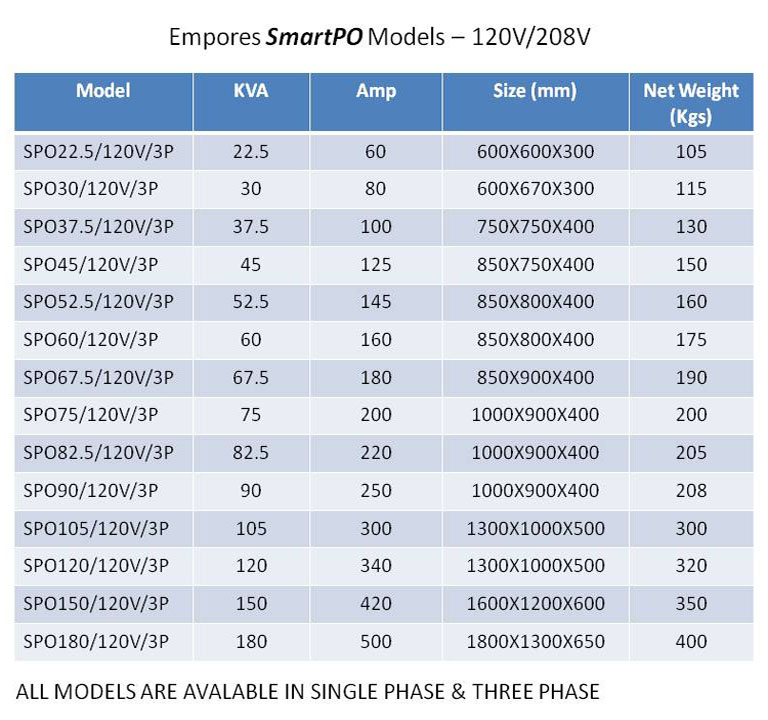 Empores SmartPO Models – 120V/208V
Model KVA Amp Size (mm) Net Weight
(Kgs)
SPO22.5/120V/3P 22.5 60 600X600X300 105
SPO30/120V/3P 30 80 600X670X300 115
SPO37.5/120V/3P 37.5 100 750X750X400 130
SPO45/120V/3P 45 125 850X750X400 150
SPO52.5/120V/3P 52.5 145 850X800X400 160
SPO60/120V/3P 60 160 850X800X400 175
SPO67.5/120V/3P 67.5 180 850X900X400 190
SPO75/120V/3P 75 200 1000X900X400 200
SPO82.5/120V/3P 82.5 220 1000X900X400 205
SPO90/120V/3P 90 250 1000X900X400 208
SPO105/120V/3P 105 300 1300X1000X500 300
SPO120/120V/3P 120 340 1300X1000X500 320
SPO150/120V/3P 150 420 1600X1200X600 350
SPO180/120V/3P 180 500 1800X1300X650 400
ALL MODELS ARE AVALABLE IN SINGLE PHASE & THREE PHASE